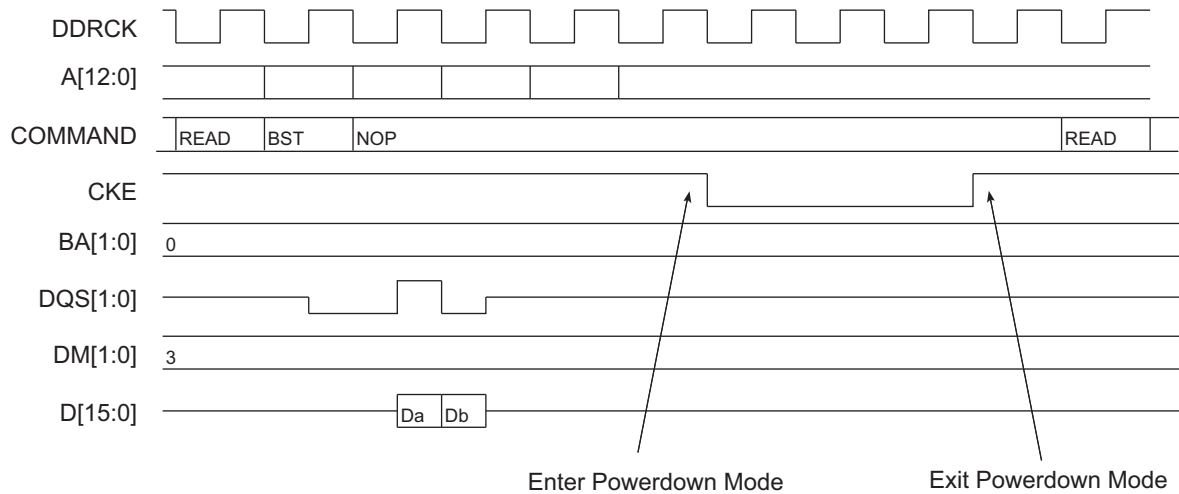 DDRCK
A[12:0]
COMMAND READ BST NOP READ
CKE
BA[1:0] 0
DQS[1:0]
DM[1:0] 3
D[15:0] Da Db
Enter Powerdown Mode Exit Powerdown Mode